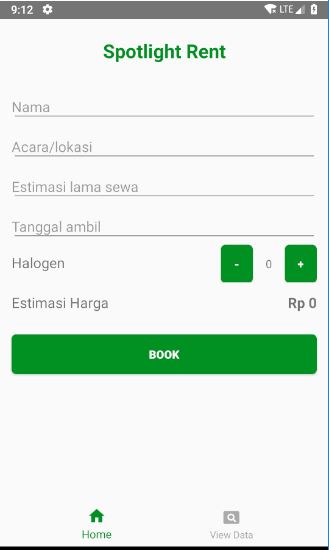 9:12 LTE
Spotlight Rent
Nama
Acara/lokasi
Estimasi lama sewa
Tanggal ambil
Halogen - 0 +
Estimasi Harga Rp 0
BOOK
Home View Data